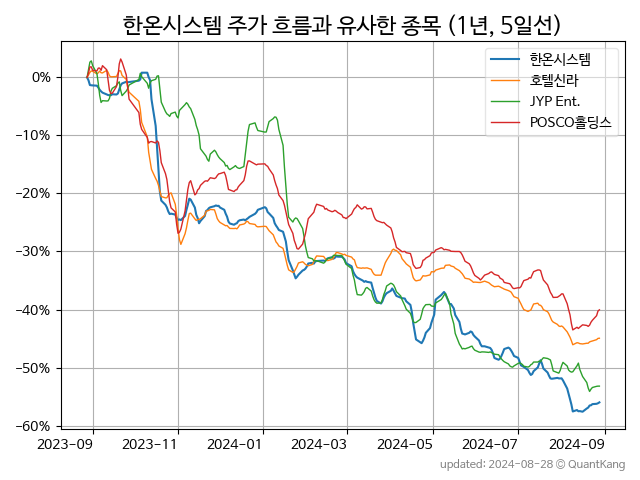 한온시스템 주가 흐름과 유사한 종목 (1년, 5일선)
한온시스템
호텔신라
JYP Ent.
POSCO홀딩스
0%
−10%
−20%
−30%
−40%
−50%
−60%
2023-09 2023-11 2024-01 2024-03 2024-05 2024-07 2024-09
updated: 2024-08-28 © QuantKang